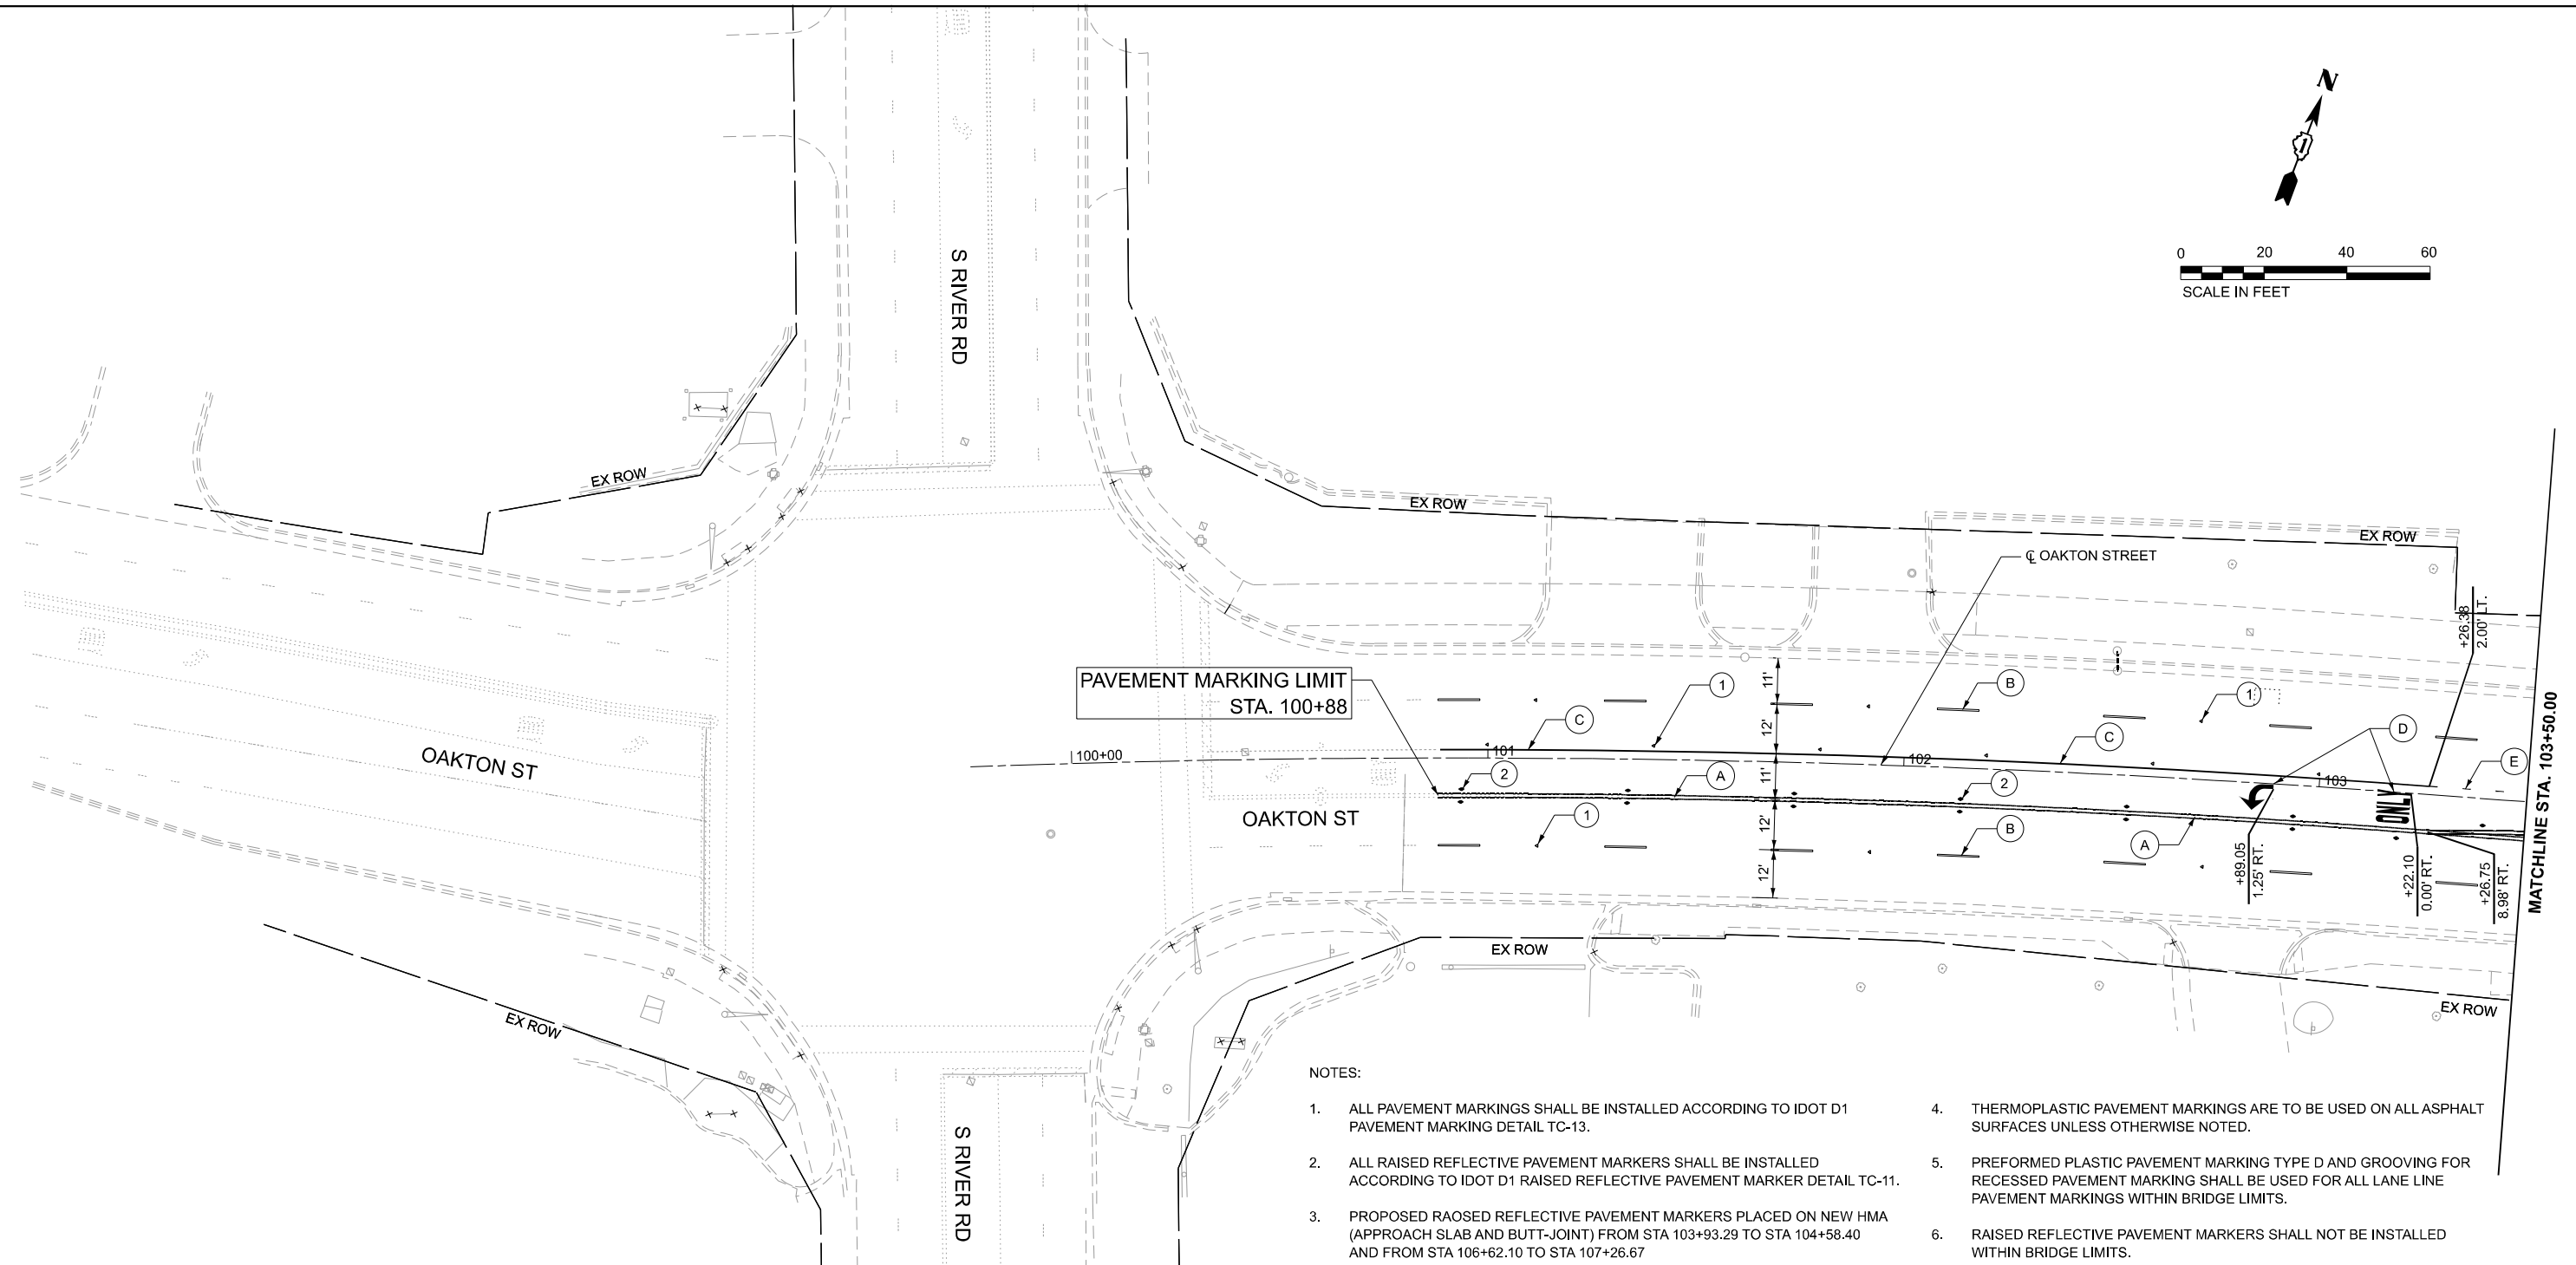 N
1
0 20 40 60
SCALE IN FEET
S RIVER RD
EX ROW
EX ROW
EX ROW
℄ OAKTON STREET
+26.38
2.00' LT.
PAVEMENT MARKING LIMIT
STA. 100+88
11'
12'
11'
12'
12'
1
B
1
C
C
D
E
100+00
101
102
103
2
A
2
1
B
A
OAKTON ST
OAKTON ST
ONLY
+89.05
1.25' RT.
+22.10
0.00' RT.
+26.75
8.98' RT.
MATCHLINE STA. 103+50.00
EX ROW
EX ROW
EX ROW
S RIVER RD
NOTES:
1. ALL PAVEMENT MARKINGS SHALL BE INSTALLED ACCORDING TO IDOT D1
PAVEMENT MARKING DETAIL TC-13.
2. ALL RAISED REFLECTIVE PAVEMENT MARKERS SHALL BE INSTALLED
ACCORDING TO IDOT D1 RAISED REFLECTIVE PAVEMENT MARKER DETAIL TC-11.
3. PROPOSED RAOSED REFLECTIVE PAVEMENT MARKERS PLACED ON NEW HMA
(APPROACH SLAB AND BUTT-JOINT) FROM STA 103+93.29 TO STA 104+58.40
AND FROM STA 106+62.10 TO STA 107+26.67
4. THERMOPLASTIC PAVEMENT MARKINGS ARE TO BE USED ON ALL ASPHALT
SURFACES UNLESS OTHERWISE NOTED.
5. PREFORMED PLASTIC PAVEMENT MARKING TYPE D AND GROOVING FOR
RECESSED PAVEMENT MARKING SHALL BE USED FOR ALL LANE LINE
PAVEMENT MARKINGS WITHIN BRIDGE LIMITS.
6. RAISED REFLECTIVE PAVEMENT MARKERS SHALL NOT BE INSTALLED
WITHIN BRIDGE LIMITS.